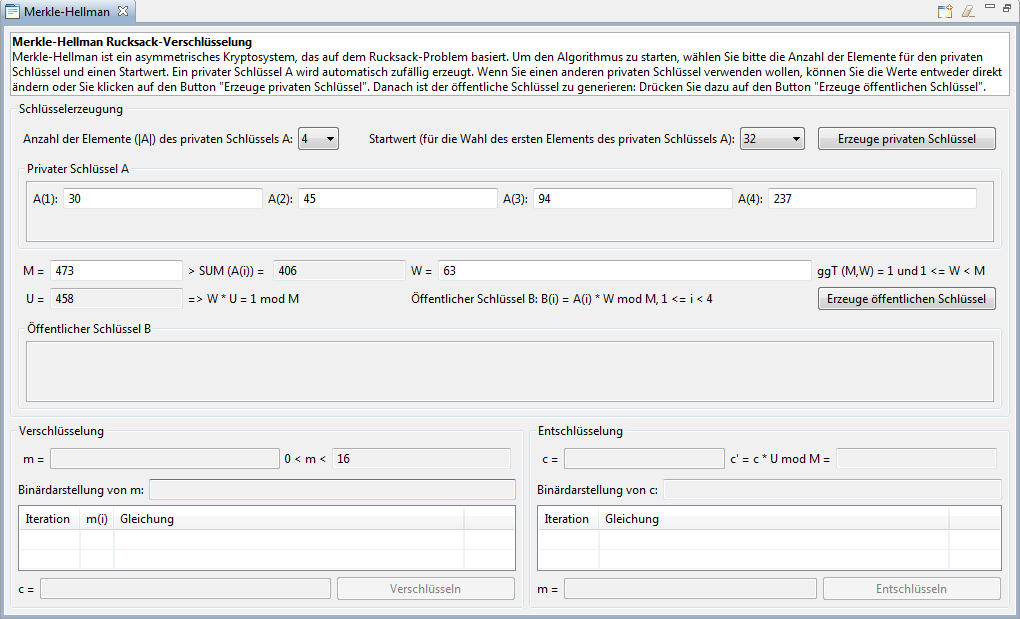 Merkle-Hellman
Merkle-Hellman Rucksack-Verschlüsselung
Merkle-Hellman ist ein asymmetrisches Kryptosystem, das auf dem Rucksack-Problem basiert. Um den Algorithmus zu starten, wählen Sie bitte die Anzahl der Elemente für den privaten
Schlüssel und einen Startwert. Ein privater Schlüssel A wird automatisch zufällig erzeugt. Wenn Sie einen anderen privaten Schlüssel verwenden wollen, können Sie die Werte entweder direkt
ändern oder Sie klicken auf den Button "Erzeuge privaten Schlüssel". Danach ist der öffentliche Schlüssel zu generieren: Drücken Sie dazu auf den Button "Erzeuge öffentlichen Schlüssel".
Schlüsselerzeugung
Anzahl der Elemente (|A|) des privaten Schlüssels A: 4 Startwert (für die Wahl des ersten Elements des privaten Schlüssels A): 32 Erzeuge privaten Schlüssel
Privater Schlüssel A
A(1): 30 A(2): 45 A(3): 94 A(4): 237
M = 473 > SUM (A(i)) = 406 W = 63 ggT (M,W) = 1 und 1 <= W < M
U = 458 => W * U = 1 mod M Öffentlicher Schlüssel B: B(i) = A(i) * W mod M, 1 <= i < 4 Erzeuge öffentlichen Schlüssel
Öffentlicher Schlüssel B
Verschlüsselung
m = 0 < m < 16
Binärdarstellung von m:
Iteration m(i) Gleichung
c = Verschlüsseln
Entschlüsselung
c = c' = c * U mod M =
Binärdarstellung von c:
Iteration Gleichung
m = Entschlüsseln